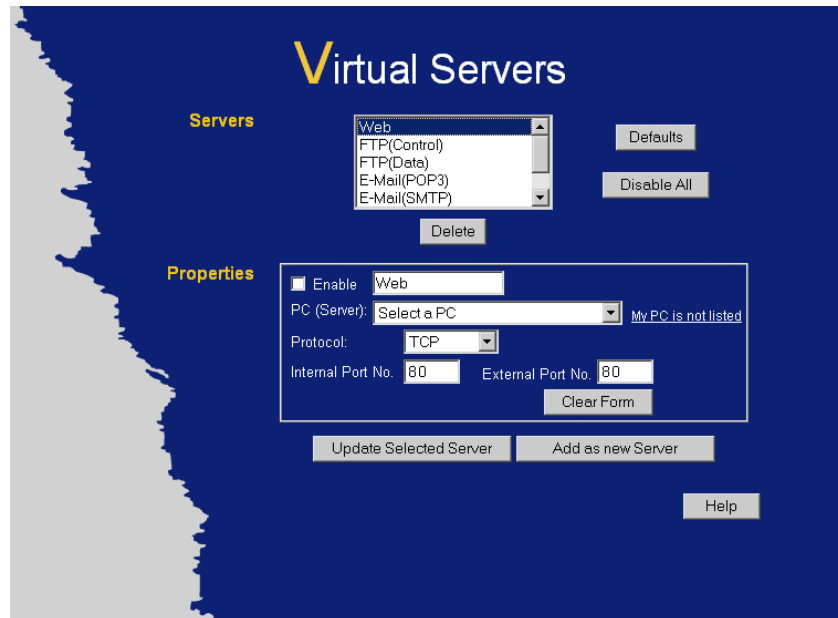 Virtual Servers
Servers
Web
FTP(Control)
FTP(Data)
E-Mail(POP3)
E-Mail(SMTP)
Defaults
Disable All
Delete
Properties
Enable Web
PC (Server): Select a PC My PC is not listed
Protocol: TCP
Internal Port No. 80 External Port No. 80
Clear Form
Update Selected Server Add as new Server
Help